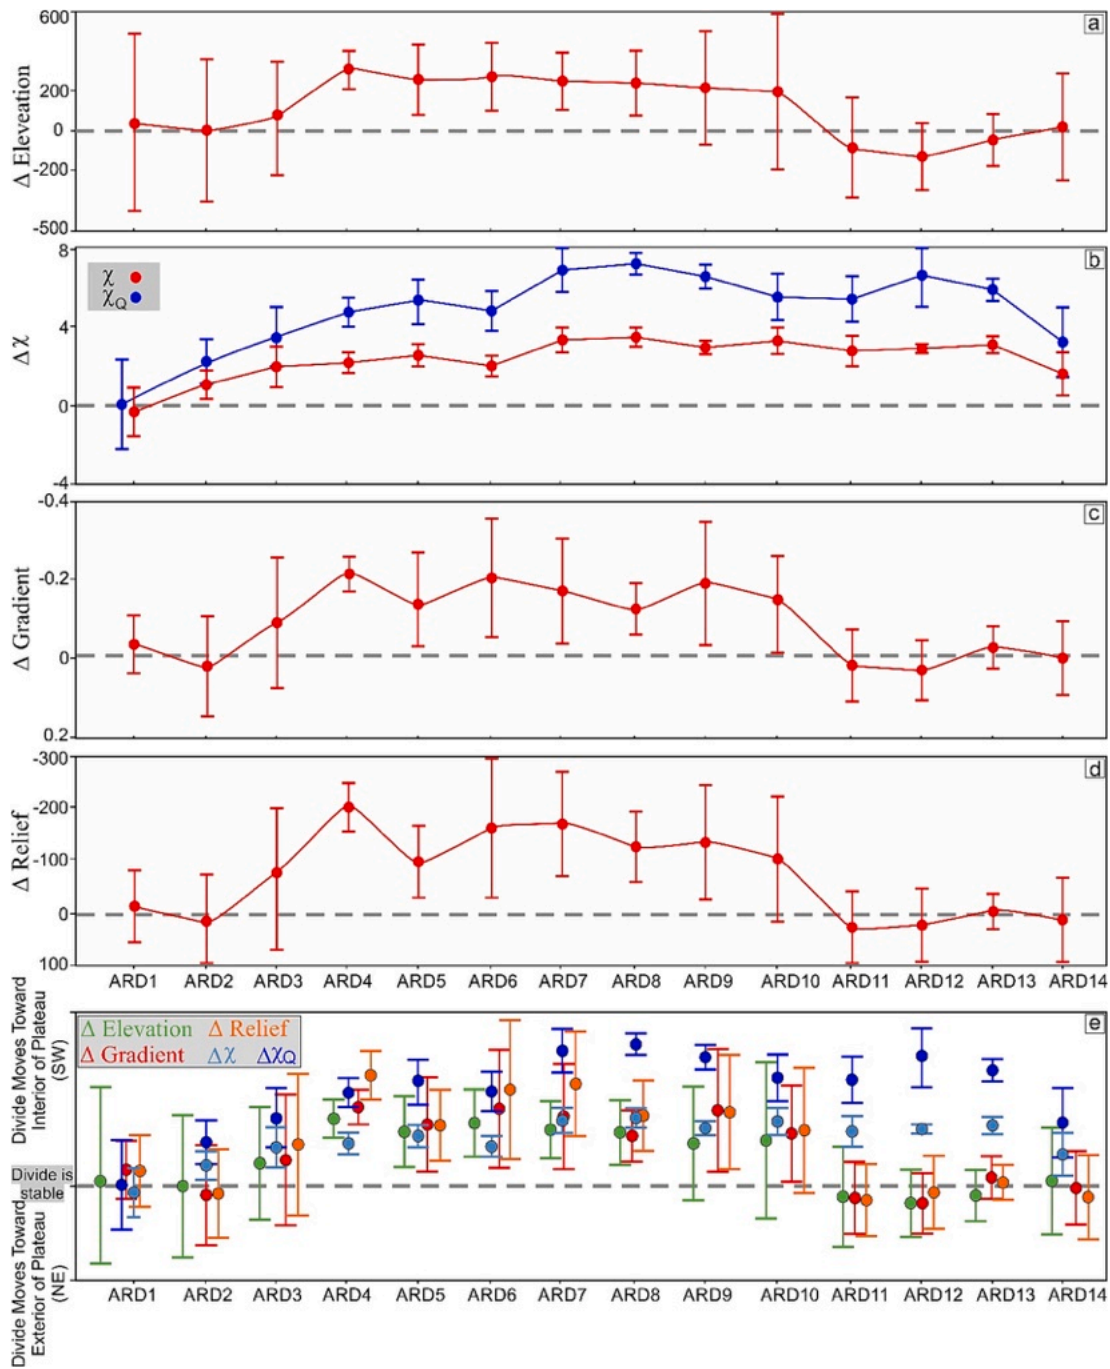 a
Δ Eleveation
600
200
0
-200
-500
b
Δχ
χ
χQ
8
4
0
-4
c
Δ Gradient
-0.4
-0.2
0
0.2
d
Δ Relief
-300
-200
-100
0
100
ARD1 ARD2 ARD3 ARD4 ARD5 ARD6 ARD7 ARD8 ARD9 ARD10 ARD11 ARD12 ARD13 ARD14
e
Δ Elevation Δ Relief
Δ Gradient Δχ ΔχQ
Divide Moves Toward
Interior of Plateau
(SW)
Divide is
stable
Divide Moves Toward
Exterior of Plateau
(NE)
ARD1 ARD2 ARD3 ARD4 ARD5 ARD6 ARD7 ARD8 ARD9 ARD10 ARD11 ARD12 ARD13 ARD14